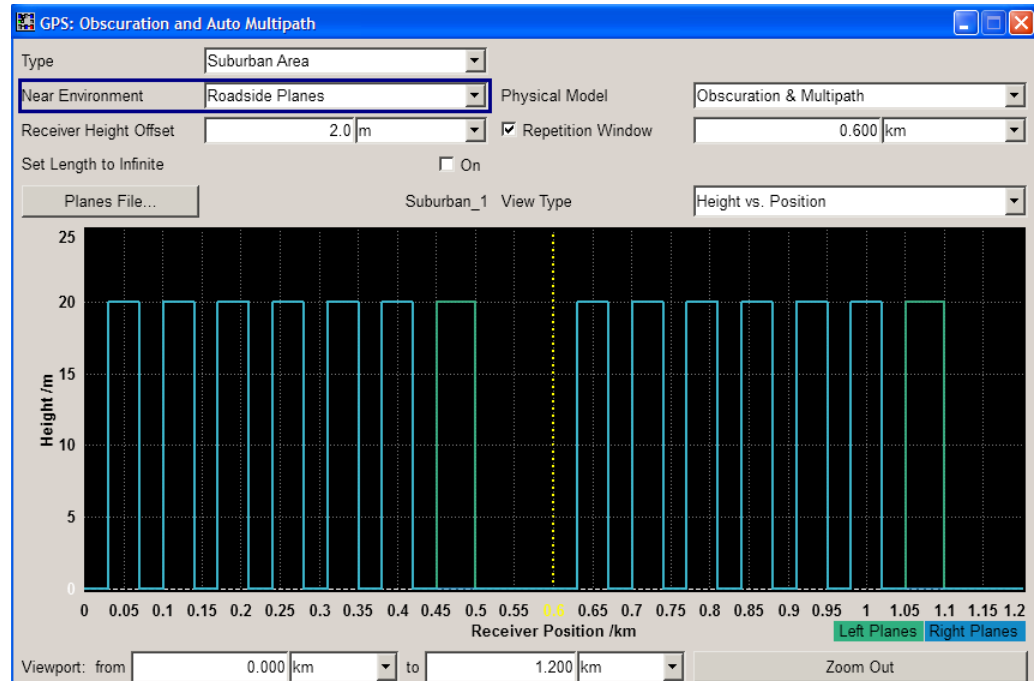 GPS: Obscuration and Auto Multipath
Type Suburban Area
Near Environment Roadside Planes Physical Model Obscuration & Multipath
Receiver Height Offset 2.0 m Repetition Window 0.600 km
Set Length to Infinite On
Planes File... Suburban_1 View Type Height vs. Position
25
20
15
10
5
0
Height /m
0 0.05 0.1 0.15 0.2 0.25 0.3 0.35 0.4 0.45 0.5 0.55 0.6 0.65 0.7 0.75 0.8 0.85 0.9 0.95 1 1.05 1.1 1.15 1.2
Receiver Position /km
Left Planes Right Planes
Viewport: from 0.000 km to 1.200 km Zoom Out